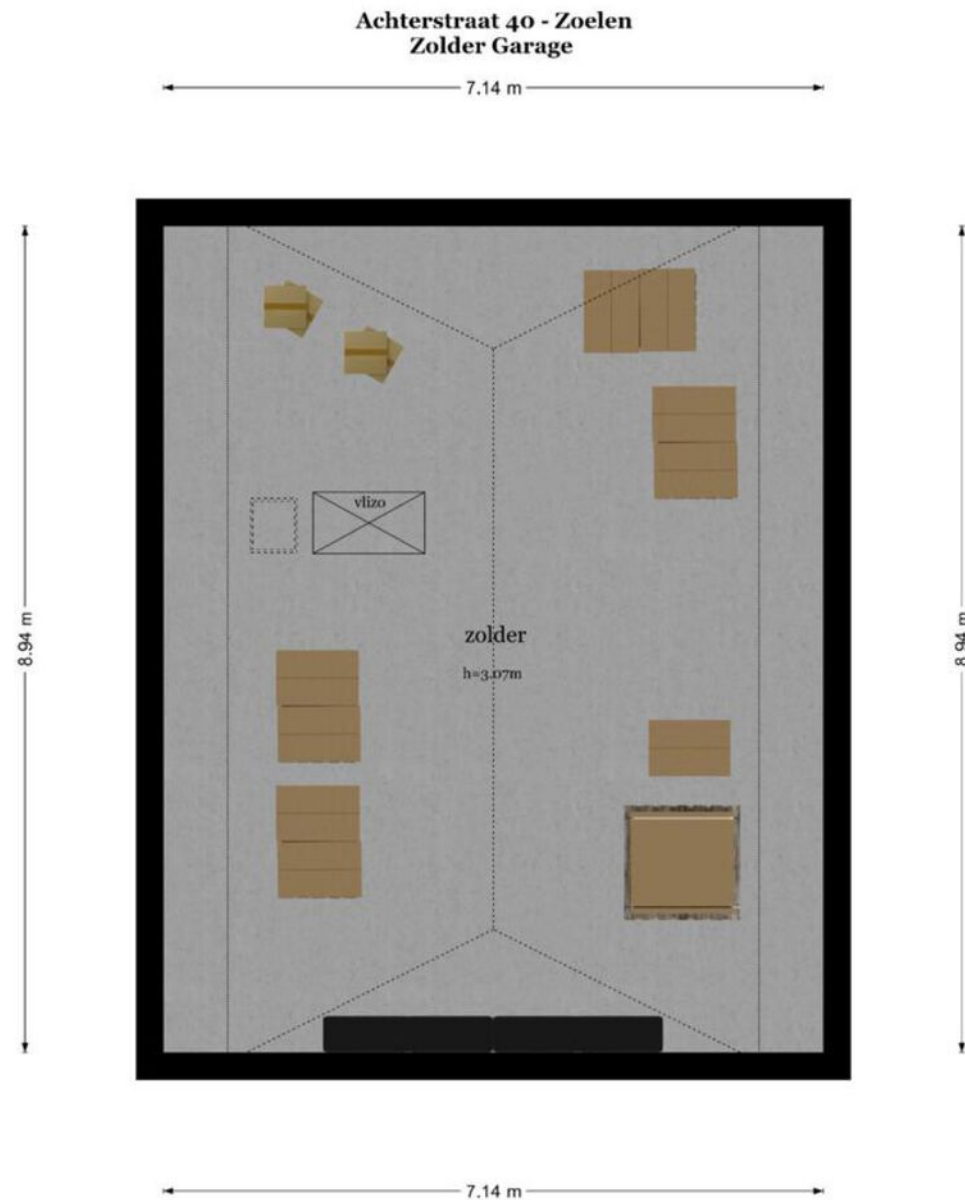 Achterstraat 40 - Zoelen
Zolder Garage
7.14 m
8.94 m
8.94 m
vlizo
zolder
h=3.07m
7.14 m